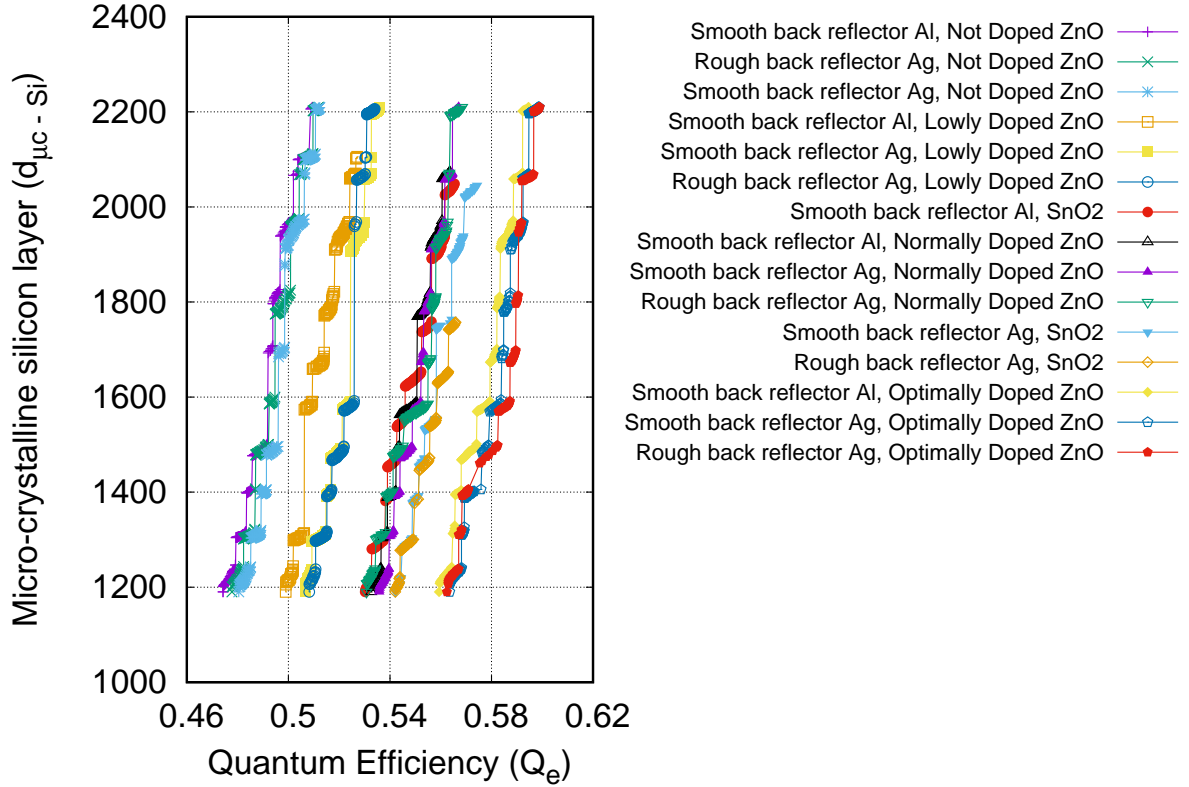 2400
2200
2000
1800
1600
1400
1200
1000
0.46 0.5 0.54 0.58 0.62
Micro-crystalline silicon layer (dμc - Si)
Quantum Efficiency (Qe)
Smooth back reflector Al, Not Doped ZnO
Rough back reflector Ag, Not Doped ZnO
Smooth back reflector Ag, Not Doped ZnO
Smooth back reflector Al, Lowly Doped ZnO
Smooth back reflector Ag, Lowly Doped ZnO
Rough back reflector Ag, Lowly Doped ZnO
Smooth back reflector Al, SnO2
Smooth back reflector Al, Normally Doped ZnO
Smooth back reflector Ag, Normally Doped ZnO
Rough back reflector Ag, Normally Doped ZnO
Smooth back reflector Ag, SnO2
Rough back reflector Ag, SnO2
Smooth back reflector Al, Optimally Doped ZnO
Smooth back reflector Ag, Optimally Doped ZnO
Rough back reflector Ag, Optimally Doped ZnO